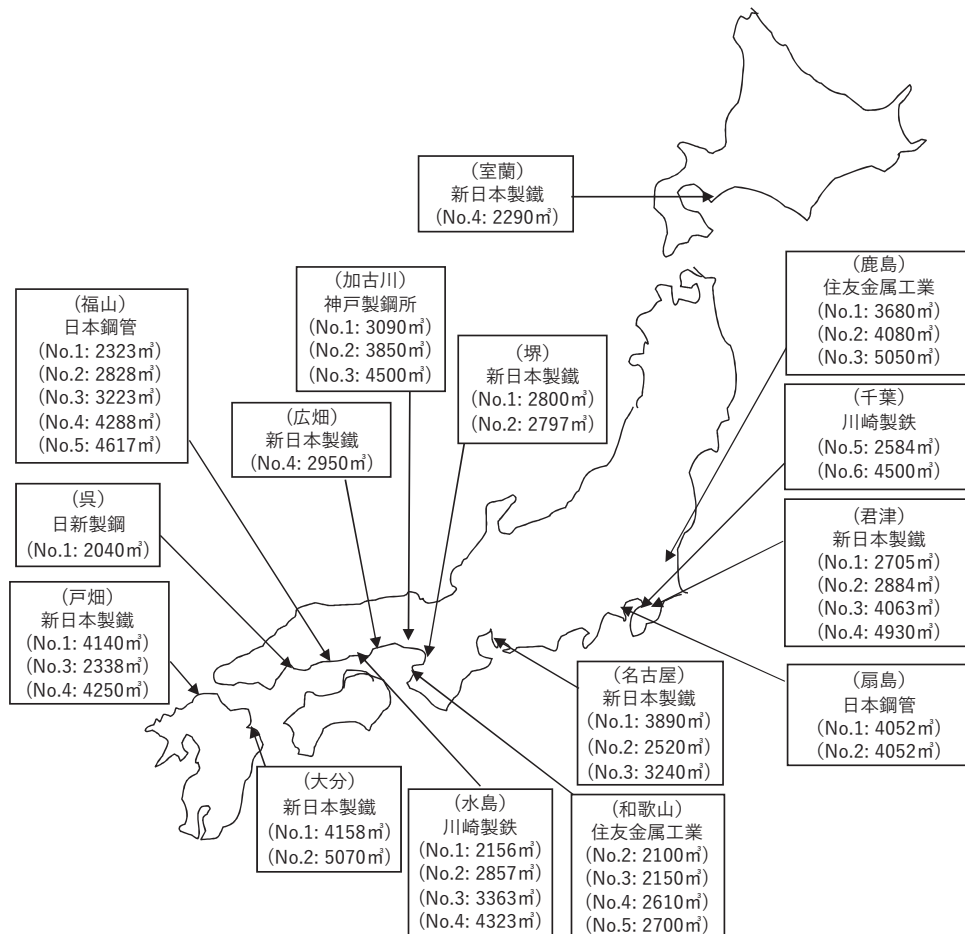 （室蘭）
新日本製鐵
(No.4: 2290㎥)
（加古川）
神戸製鋼所
(No.1: 3090㎥)
(No.2: 3850㎥)
(No.3: 4500㎥)
（鹿島）
住友金属工業
(No.1: 3680㎥)
(No.2: 4080㎥)
(No.3: 5050㎥)
（福山）
日本鋼管
(No.1: 2323㎥)
(No.2: 2828㎥)
(No.3: 3223㎥)
(No.4: 4288㎥)
(No.5: 4617㎥)
（堺）
新日本製鐵
(No.1: 2800㎥)
(No.2: 2797㎥)
（千葉）
川崎製鉄
(No.5: 2584㎥)
(No.6: 4500㎥)
（広畑）
新日本製鐵
(No.4: 2950㎥)
（呉）
日新製鋼
(No.1: 2040㎥)
（君津）
新日本製鐵
(No.1: 2705㎥)
(No.2: 2884㎥)
(No.3: 4063㎥)
(No.4: 4930㎥)
（戸畑）
新日本製鐵
(No.1: 4140㎥)
(No.3: 2338㎥)
(No.4: 4250㎥)
（名古屋）
新日本製鐵
(No.1: 3890㎥)
(No.2: 2520㎥)
(No.3: 3240㎥)
（扇島）
日本鋼管
(No.1: 4052㎥)
(No.2: 4052㎥)
（大分）
新日本製鐵
(No.1: 4158㎥)
(No.2: 5070㎥)
（水島）
川崎製鉄
(No.1: 2156㎥)
(No.2: 2857㎥)
(No.3: 3363㎥)
(No.4: 4323㎥)
（和歌山）
住友金属工業
(No.2: 2100㎥)
(No.3: 2150㎥)
(No.4: 2610㎥)
(No.5: 2700㎥)